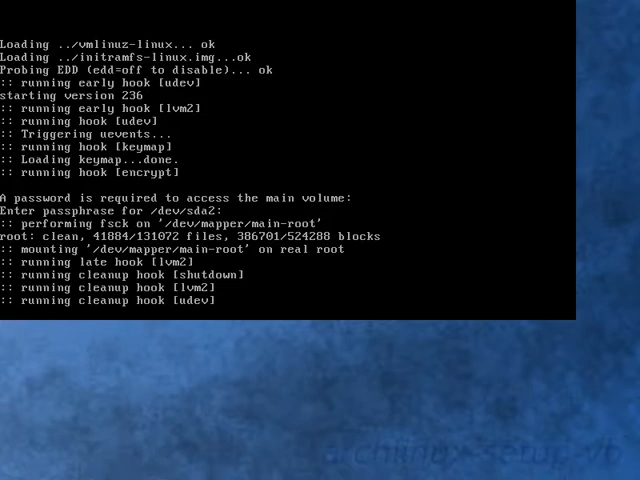 Loading ../vmlinuz-linux... ok
Loading ../initramfs-linux.img...ok
Probing EDD (edd=off to disable)... ok
:: running early hook [udev]
starting version 236
:: running early hook [lvm2]
:: running hook [udev]
:: Triggering uevents...
:: running hook [keymap]
:: Loading keymap...done.
:: running hook [encrypt]
A password is required to access the main volume:
Enter passphrase for /dev/sda2:
:: performing fsck on '/dev/mapper/main-root'
root: clean, 41884/131072 files, 386701/524288 blocks
:: mounting '/dev/mapper/main-root' on real root
:: running late hook [lvm2]
:: running cleanup hook [shutdown]
:: running cleanup hook [lvm2]
:: running cleanup hook [udev]
archlinux-setup-vb